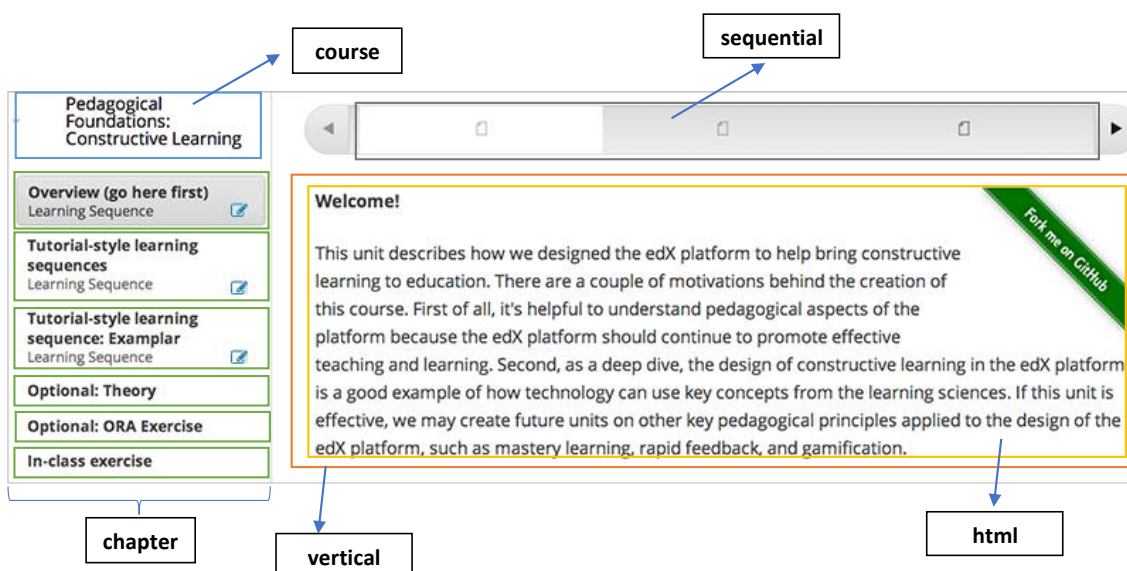 course
sequential
Pedagogical
Foundations:
Constructive Learning
Overview (go here first)
Learning Sequence
Tutorial-style learning
sequences
Learning Sequence
Tutorial-style learning
sequence: Examplar
Learning Sequence
Optional: Theory
Optional: ORA Exercise
In-class exercise
Welcome!
Fork me on GitHub
This unit describes how we designed the edX platform to help bring constructive
learning to education. There are a couple of motivations behind the creation of
this course. First of all, it's helpful to understand pedagogical aspects of the
platform because the edX platform should continue to promote effective
teaching and learning. Second, as a deep dive, the design of constructive learning in the edX platform
is a good example of how technology can use key concepts from the learning sciences. If this unit is
effective, we may create future units on other key pedagogical principles applied to the design of the
edX platform, such as mastery learning, rapid feedback, and gamification.
chapter
vertical
html